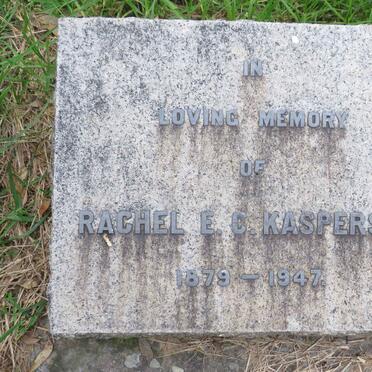 IN
LOVING MEMORY
OF
RACHEL E. C. KASPERS
1879 — 1947.